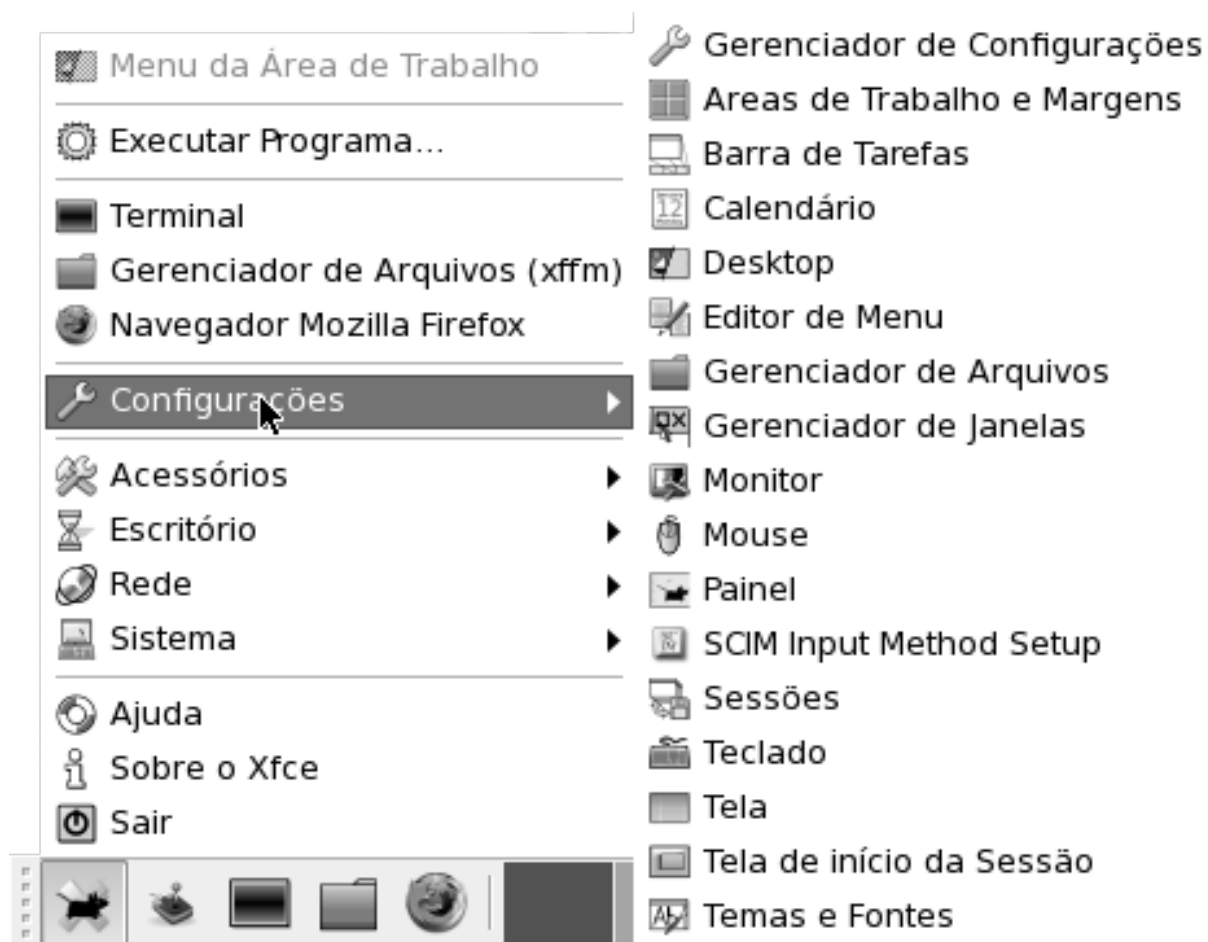 Menu da Área de Trabalho
Executar Programa...
Terminal
Gerenciador de Arquivos (xffm)
Navegador Mozilla Firefox
Configurações
Acessórios
Escritório
Rede
Sistema
Ajuda
Sobre o Xfce
Sair
Gerenciador de Configurações
Areas de Trabalho e Margens
Barra de Tarefas
12
Calendário
Desktop
Editor de Menu
Gerenciador de Arquivos
Gerenciador de Janelas
Monitor
Mouse
Painel
SCIM Input Method Setup
Sessões
Teclado
Tela
Tela de início da Sessão
Temas e Fontes